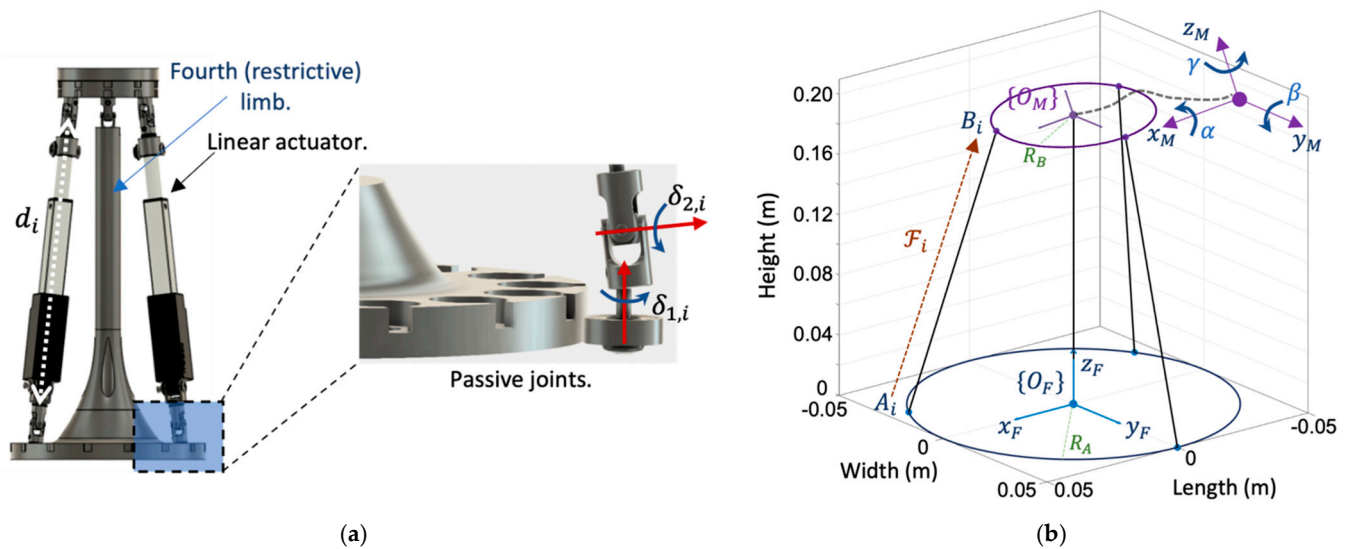 Fourth (restrictive)
limb.
Linear actuator.
d_i
δ_{2,i}
δ_{1,i}
Passive joints.
(a)
z_M
γ
β
{O_M}
x_M
α
y_M
B_i
R_B
ℱ_i
Height (m)
0.20
0.16
0.12
0.08
0.04
0
-0.05
A_i
{O_F}
z_F
x_F
y_F
R_A
-0.05
0
0
Width (m)
Length (m)
0.05
0.05
(b)